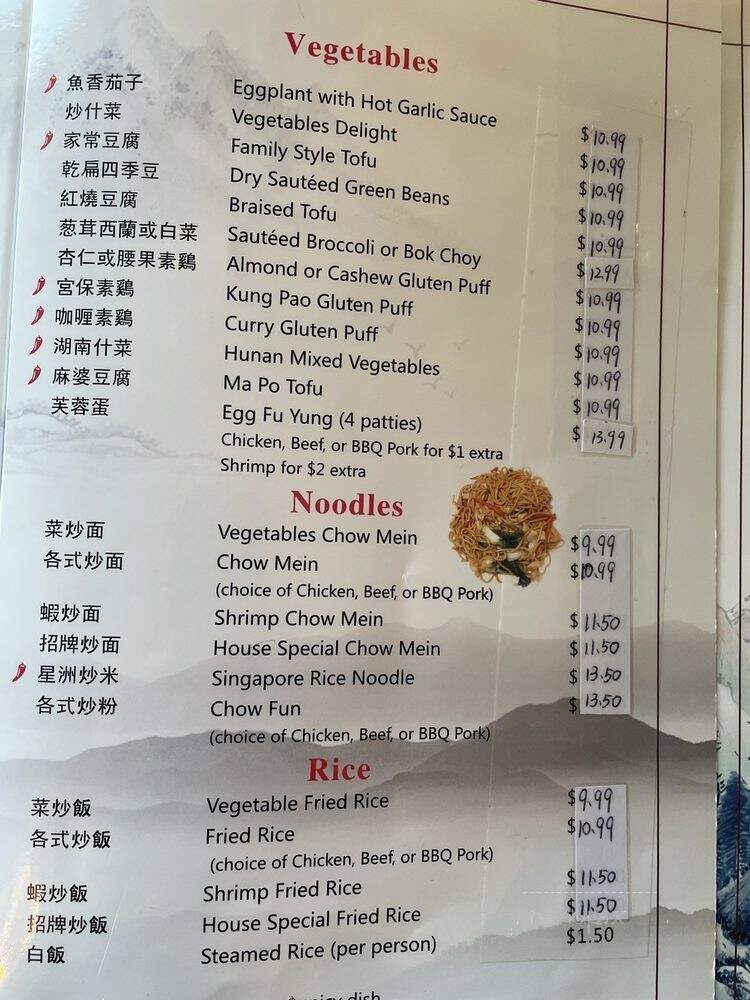 Vegetables
魚香茄子 Eggplant with Hot Garlic Sauce $10.99
炒什菜 Vegetables Delight $10.99
家常豆腐 Family Style Tofu $10.99
乾扁四季豆 Dry Sautéed Green Beans $10.99
紅燒豆腐 Braised Tofu $10.99
葱茸西蘭或白菜 Sautéed Broccoli or Bok Choy $12.99
杏仁或腰果素鷄 Almond or Cashew Gluten Puff $10.99
宮保素鷄 Kung Pao Gluten Puff $10.99
咖喱素鷄 Curry Gluten Puff $10.99
湖南什菜 Hunan Mixed Vegetables $10.99
麻婆豆腐 Ma Po Tofu $10.99
芙蓉蛋 Egg Fu Yung (4 patties) $13.99
Chicken, Beef, or BBQ Pork for $1 extra
Shrimp for $2 extra
Noodles
菜炒面 Vegetables Chow Mein $9.99
各式炒面 Chow Mein $10.99
(choice of Chicken, Beef, or BBQ Pork)
蝦炒面 Shrimp Chow Mein $11.50
招牌炒面 House Special Chow Mein $11.50
星洲炒米 Singapore Rice Noodle $13.50
各式炒粉 Chow Fun $13.50
(choice of Chicken, Beef, or BBQ Pork)
Rice
菜炒飯 Vegetable Fried Rice $9.99
各式炒飯 Fried Rice $10.99
(choice of Chicken, Beef, or BBQ Pork)
蝦炒飯 Shrimp Fried Rice $11.50
招牌炒飯 House Special Fried Rice $11.50
白飯 Steamed Rice (per person) $1.50
dish